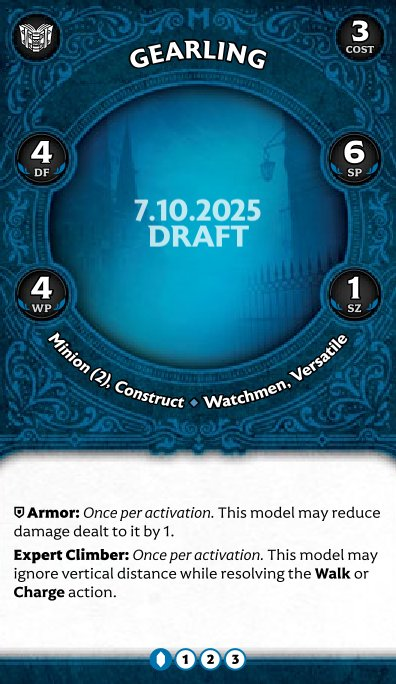 GEARLING
3
COST
4
DF
6
SP
7.10.2025
DRAFT
4
WP
1
SZ
Minion (2), Construct ◆ Watchmen, Versatile
Armor: Once per activation. This model may reduce
damage dealt to it by 1.
Expert Climber: Once per activation. This model may
ignore vertical distance while resolving the Walk or
Charge action.
1 2 3